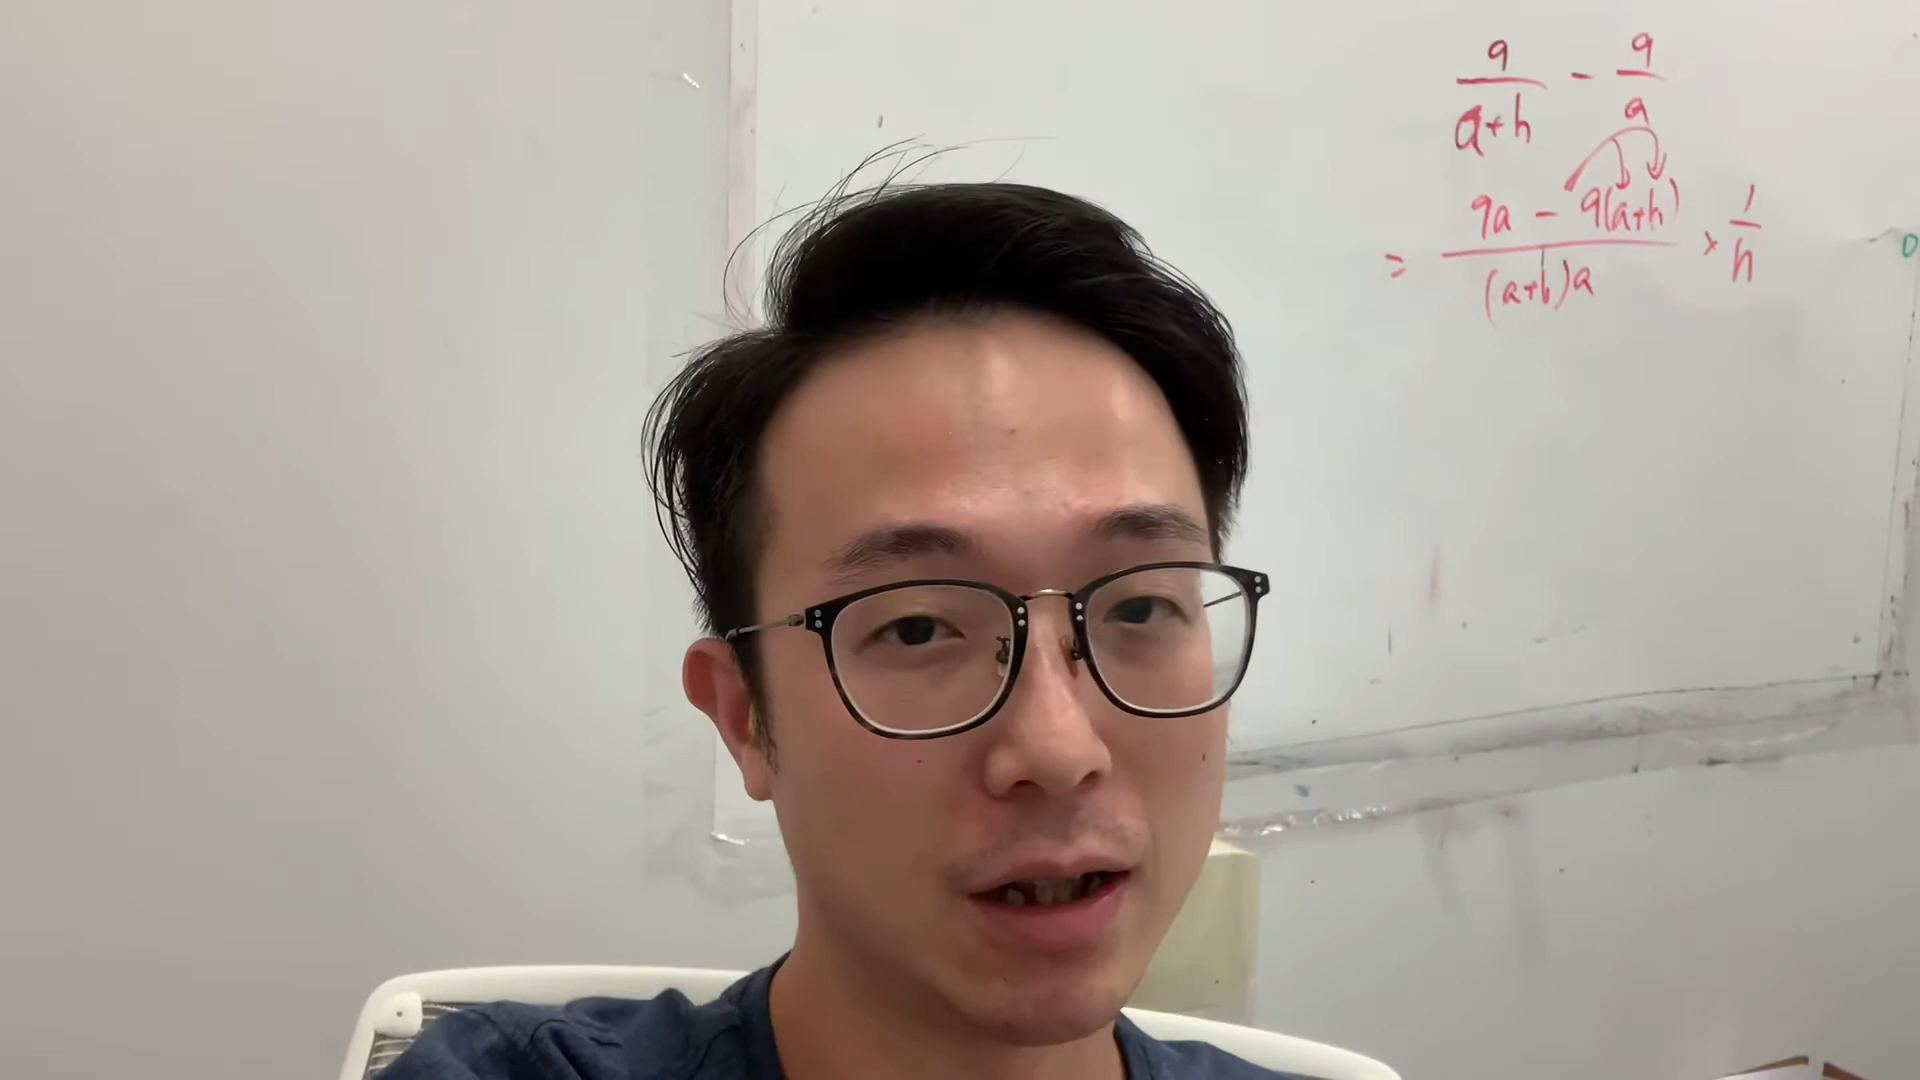 9/(a+h) - 9/a
= (9a - 9(a+h))/((a+h)a) × 1/h